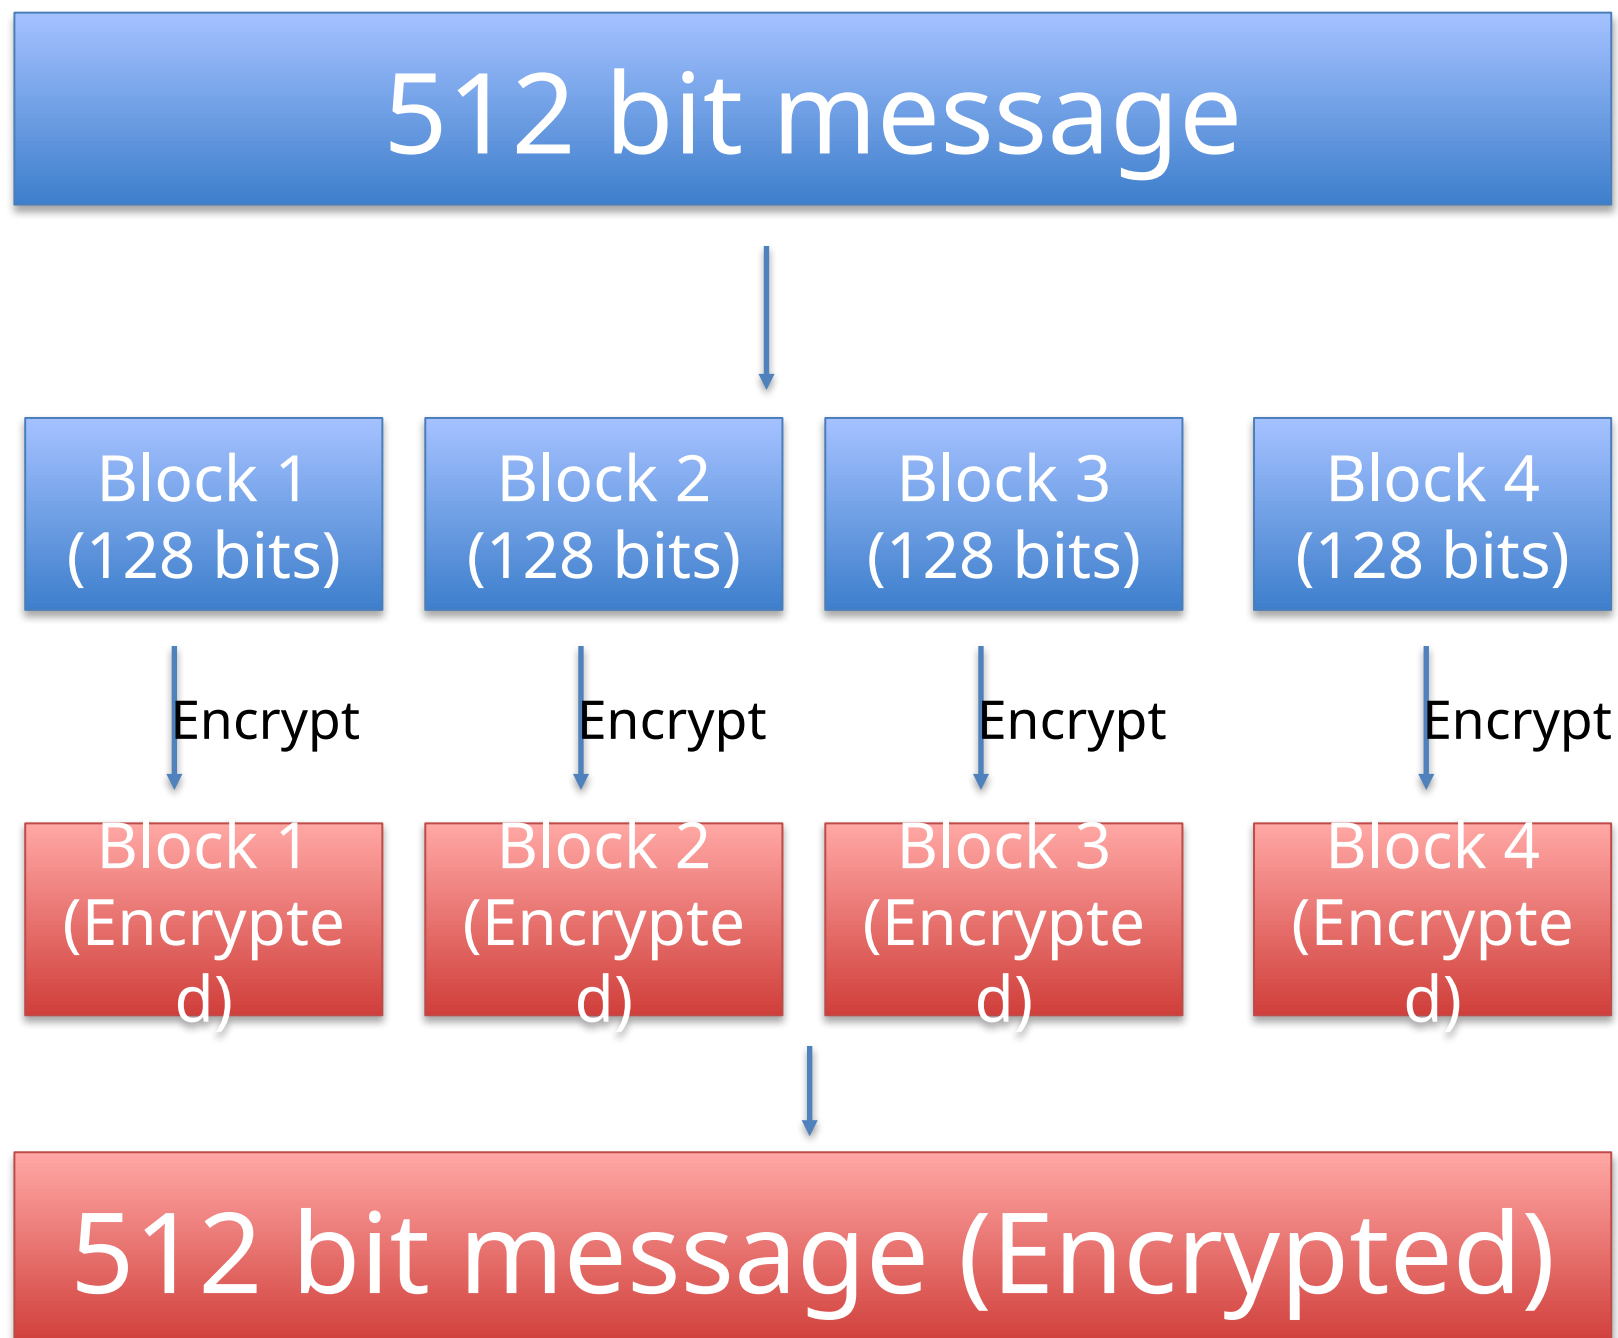 512 bit message
Block 1
(128 bits)
Block 2
(128 bits)
Block 3
(128 bits)
Block 4
(128 bits)
Encrypt
Encrypt
Encrypt
Encrypt
Block 1
(Encrypte
d)
Block 2
(Encrypte
d)
Block 3
(Encrypte
d)
Block 4
(Encrypte
d)
512 bit message (Encrypted)